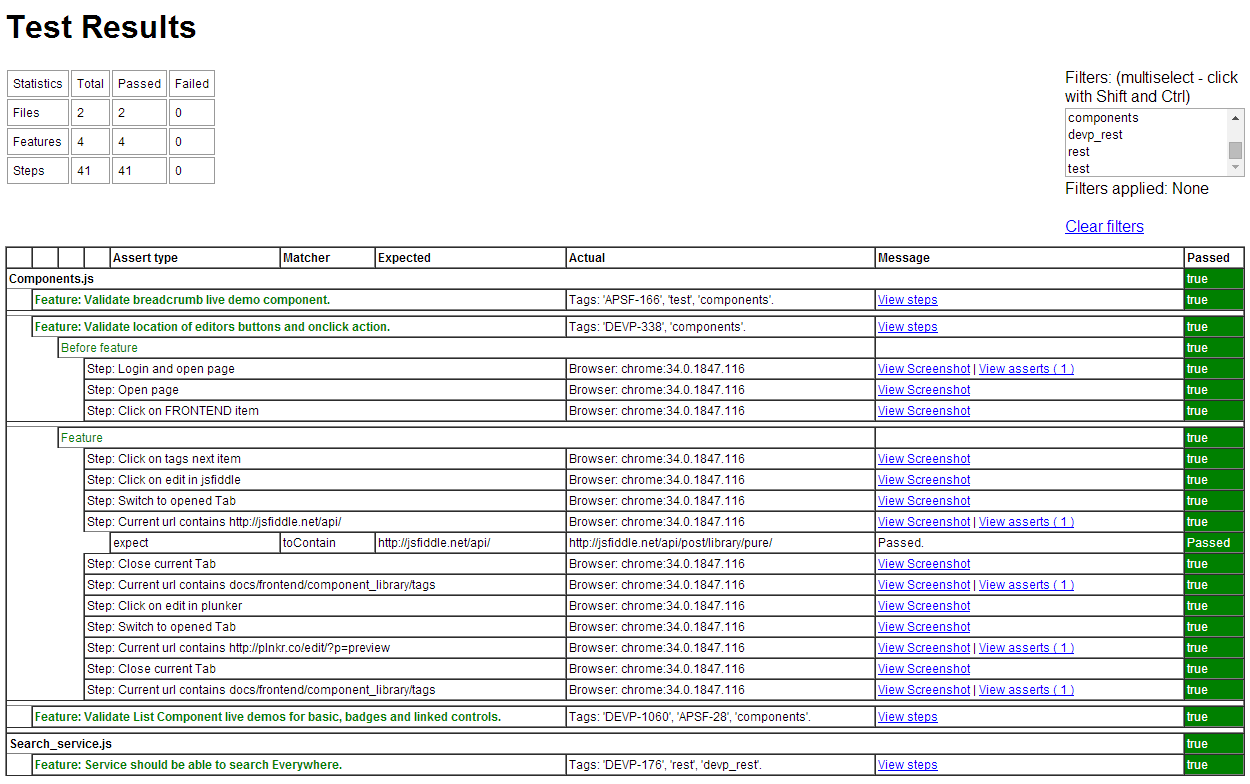 Test Results
Statistics Total Passed Failed
Files 2 2 0
Features 4 4 0
Steps 41 41 0
Filters: (multiselect - click
with Shift and Ctrl)
components
devp_rest
rest
test
Filters applied: None
Clear filters
Assert type Matcher Expected Actual Message Passed
Components.js true
Feature: Validate breadcrumb live demo component. Tags: 'APSF-166', 'test', 'components'. View steps true
Feature: Validate location of editors buttons and onclick action. Tags: 'DEVP-338', 'components'. View steps true
Before feature true
Step: Login and open page Browser: chrome:34.0.1847.116 View Screenshot | View asserts ( 1 ) true
Step: Open page Browser: chrome:34.0.1847.116 View Screenshot true
Step: Click on FRONTEND item Browser: chrome:34.0.1847.116 View Screenshot true
Feature true
Step: Click on tags next item Browser: chrome:34.0.1847.116 View Screenshot true
Step: Click on edit in jsfiddle Browser: chrome:34.0.1847.116 View Screenshot true
Step: Switch to opened Tab Browser: chrome:34.0.1847.116 View Screenshot true
Step: Current url contains http://jsfiddle.net/api/ Browser: chrome:34.0.1847.116 View Screenshot | View asserts ( 1 ) true
expect toContain http://jsfiddle.net/api/ http://jsfiddle.net/api/post/library/pure/ Passed. Passed
Step: Close current Tab Browser: chrome:34.0.1847.116 View Screenshot true
Step: Current url contains docs/frontend/component_library/tags Browser: chrome:34.0.1847.116 View Screenshot | View asserts ( 1 ) true
Step: Click on edit in plunker Browser: chrome:34.0.1847.116 View Screenshot true
Step: Switch to opened Tab Browser: chrome:34.0.1847.116 View Screenshot true
Step: Current url contains http://plnkr.co/edit/?p=preview Browser: chrome:34.0.1847.116 View Screenshot | View asserts ( 1 ) true
Step: Close current Tab Browser: chrome:34.0.1847.116 View Screenshot true
Step: Current url contains docs/frontend/component_library/tags Browser: chrome:34.0.1847.116 View Screenshot | View asserts ( 1 ) true
Feature: Validate List Component live demos for basic, badges and linked controls. Tags: 'DEVP-1060', 'APSF-28', 'components'. View steps true
Search_service.js true
Feature: Service should be able to search Everywhere. Tags: 'DEVP-176', 'rest', 'devp_rest'. View steps true